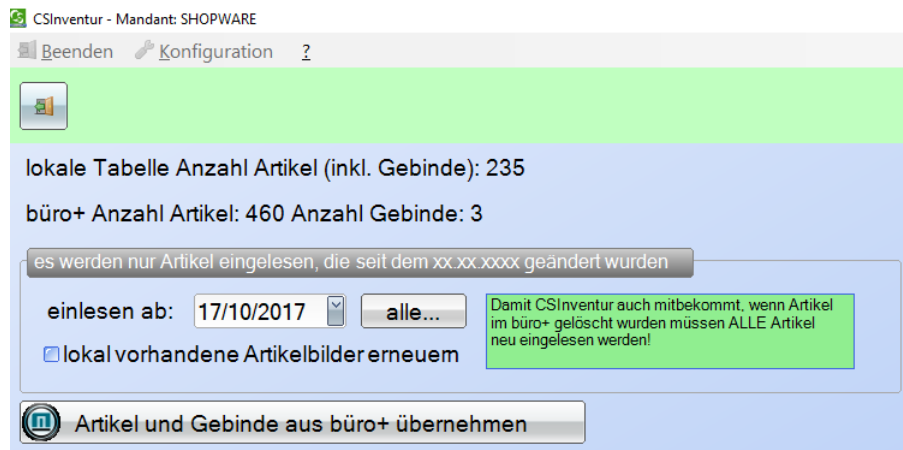 CSInventur - Mandant: SHOPWARE
Beenden Konfiguration ?
lokale Tabelle Anzahl Artikel (inkl. Gebinde): 235
büro+ Anzahl Artikel: 460 Anzahl Gebinde: 3
es werden nur Artikel eingelesen, die seit dem xx.xx.xxxx geändert wurden
einlesen ab: 17/10/2017 alle...
Damit CSInventur auch mitbekommt, wenn Artikel
im büro+ gelöscht wurden müssen ALLE Artikel
neu eingelesen werden!
lokal vorhandene Artikelbilder erneuern
Artikel und Gebinde aus büro+ übernehmen